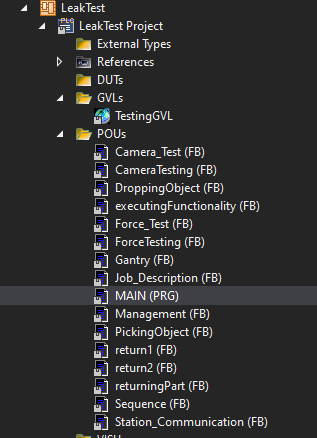 LeakTest
LeakTest Project
External Types
References
DUTs
GVLs
TestingGVL
POUs
Camera_Test (FB)
CameraTesting (FB)
DroppingObject (FB)
executingFunctionality (FB)
Force_Test (FB)
ForceTesting (FB)
Gantry (FB)
Job_Description (FB)
MAIN (PRG)
Management (FB)
PickingObject (FB)
return1 (FB)
return2 (FB)
returningPart (FB)
Sequence (FB)
Station_Communication (FB)